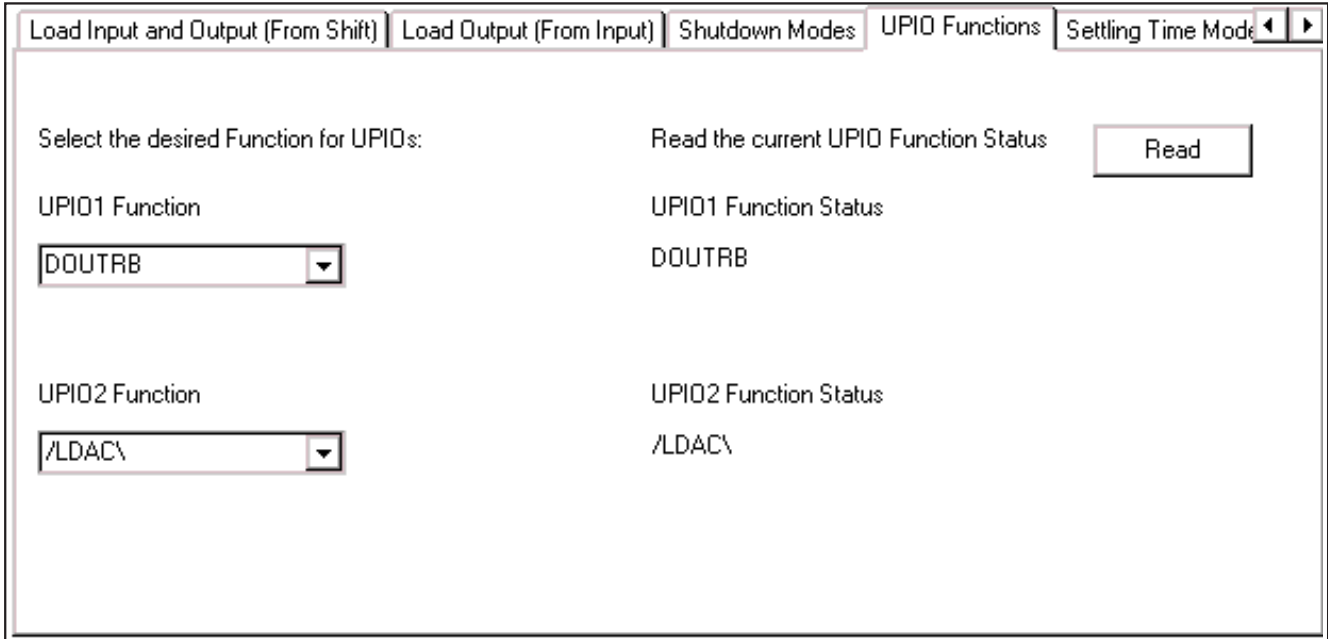 Load Input and Output (From Shift) Load Output (From Input) Shutdown Modes UPIO Functions Settling Time Mode
Select the desired Function for UPIOs: Read the current UPIO Function Status Read
UPIO1 Function UPIO1 Function Status
DOUTRB DOUTRB
UPIO2 Function UPIO2 Function Status
/LDAC\ /LDAC\